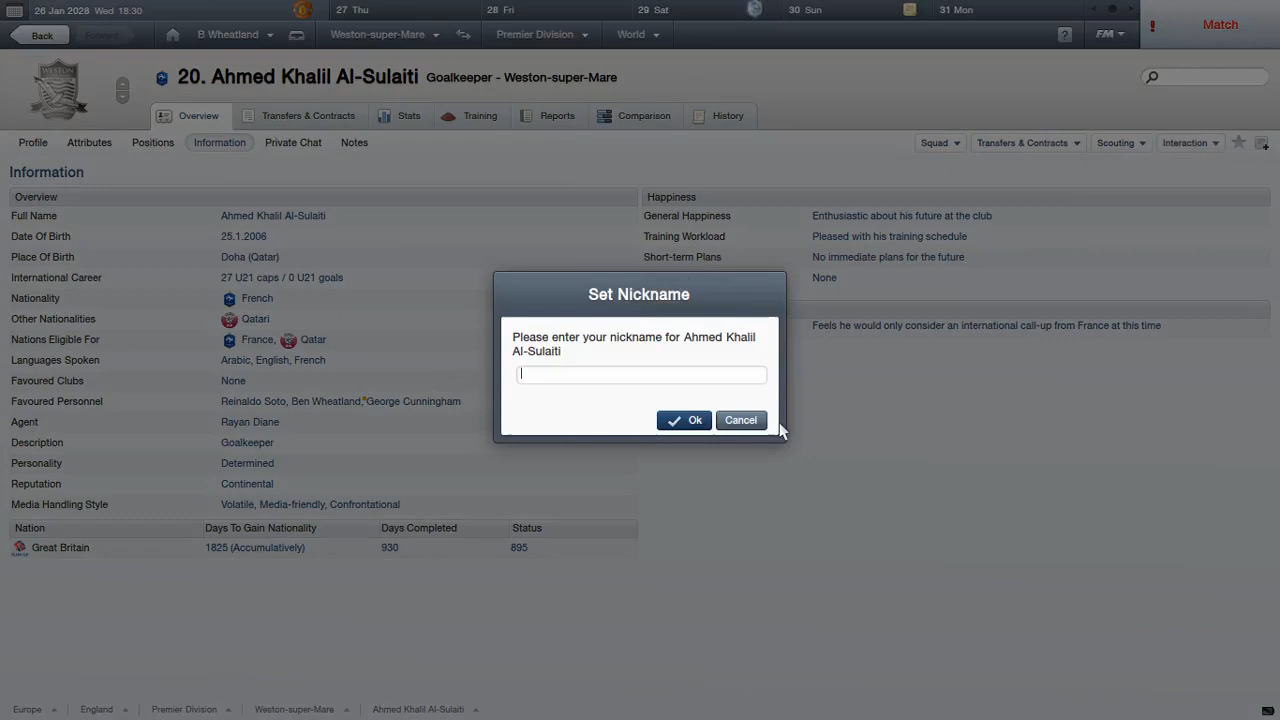 26 Jan 2028 Wed 18:30
27 Thu
28 Fri
29 Sat
30 Sun
31 Mon
Back
Forward
B Wheatland
Weston-super-Mare
Premier Division
World
?
FM
!
Match
WESTON
20. Ahmed Khalil Al-Sulaiti Goalkeeper - Weston-super-Mare
Overview
Transfers & Contracts
Stats
Training
Reports
Comparison
History
Profile
Attributes
Positions
Information
Private Chat
Notes
Squad
Transfers & Contracts
Scouting
Interaction
Information
Overview
Full Name Ahmed Khalil Al-Sulaiti
Date Of Birth 25.1.2006
Place Of Birth Doha (Qatar)
International Career 27 U21 caps / 0 U21 goals
Nationality French
Other Nationalities Qatari
Nations Eligible For France, Qatar
Languages Spoken Arabic, English, French
Favoured Clubs None
Favoured Personnel Reinaldo Soto, Ben Wheatland, George Cunningham
Agent Rayan Diane
Description Goalkeeper
Personality Determined
Reputation Continental
Media Handling Style Volatile, Media-friendly, Confrontational
Nation Days To Gain Nationality Days Completed Status
Great Britain 1825 (Accumulatively) 930 895
Happiness
General Happiness Enthusiastic about his future at the club
Training Workload Pleased with his training schedule
Short-term Plans No immediate plans for the future
None
Feels he would only consider an international call-up from France at this time
Set Nickname
Please enter your nickname for Ahmed Khalil
Al-Sulaiti
Ok
Cancel
Europe
England
Premier Division
Weston-super-Mare
Ahmed Khalil Al-Sulaiti